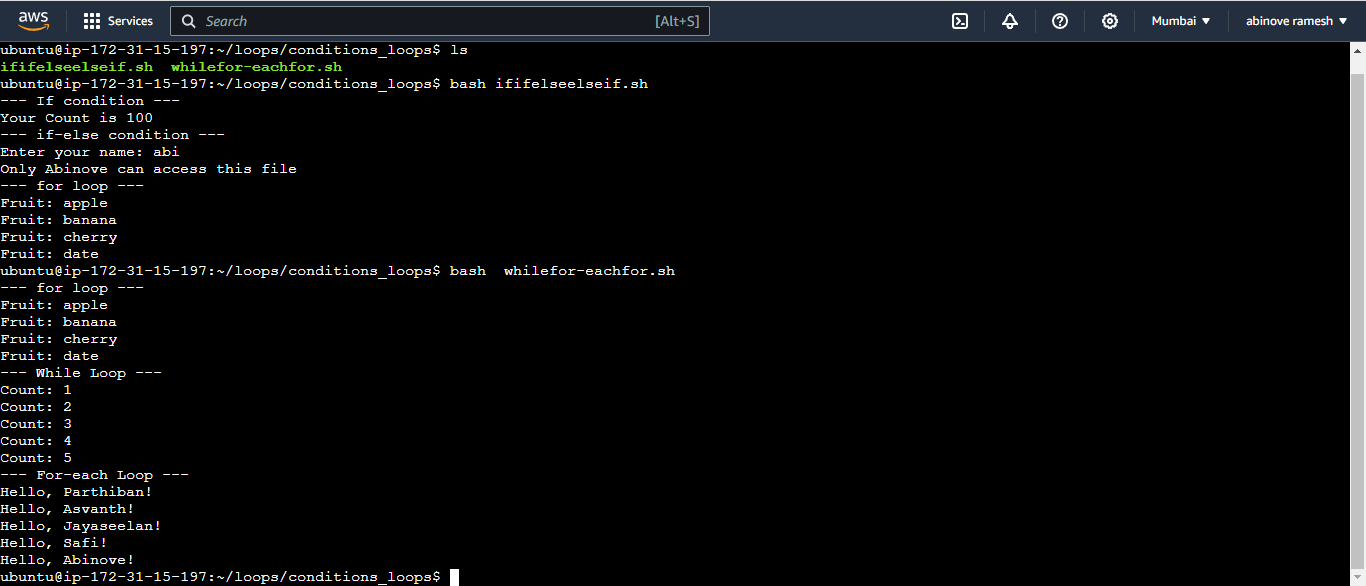 aws Services Search [Alt+S] Mumbai ▼ abinove ramesh ▼
ubuntu@ip-172-31-15-197:~/loops/conditions_loops$ ls
ififelseelseif.sh  whilefor-eachfor.sh
ubuntu@ip-172-31-15-197:~/loops/conditions_loops$ bash ififelseelseif.sh
--- If condition ---
Your Count is 100
--- if-else condition ---
Enter your name: abi
Only Abinove can access this file
--- for loop ---
Fruit: apple
Fruit: banana
Fruit: cherry
Fruit: date
ubuntu@ip-172-31-15-197:~/loops/conditions_loops$ bash  whilefor-eachfor.sh
--- for loop ---
Fruit: apple
Fruit: banana
Fruit: cherry
Fruit: date
--- While Loop ---
Count: 1
Count: 2
Count: 3
Count: 4
Count: 5
--- For-each Loop ---
Hello, Parthiban!
Hello, Asvanth!
Hello, Jayaseelan!
Hello, Safi!
Hello, Abinove!
ubuntu@ip-172-31-15-197:~/loops/conditions_loops$